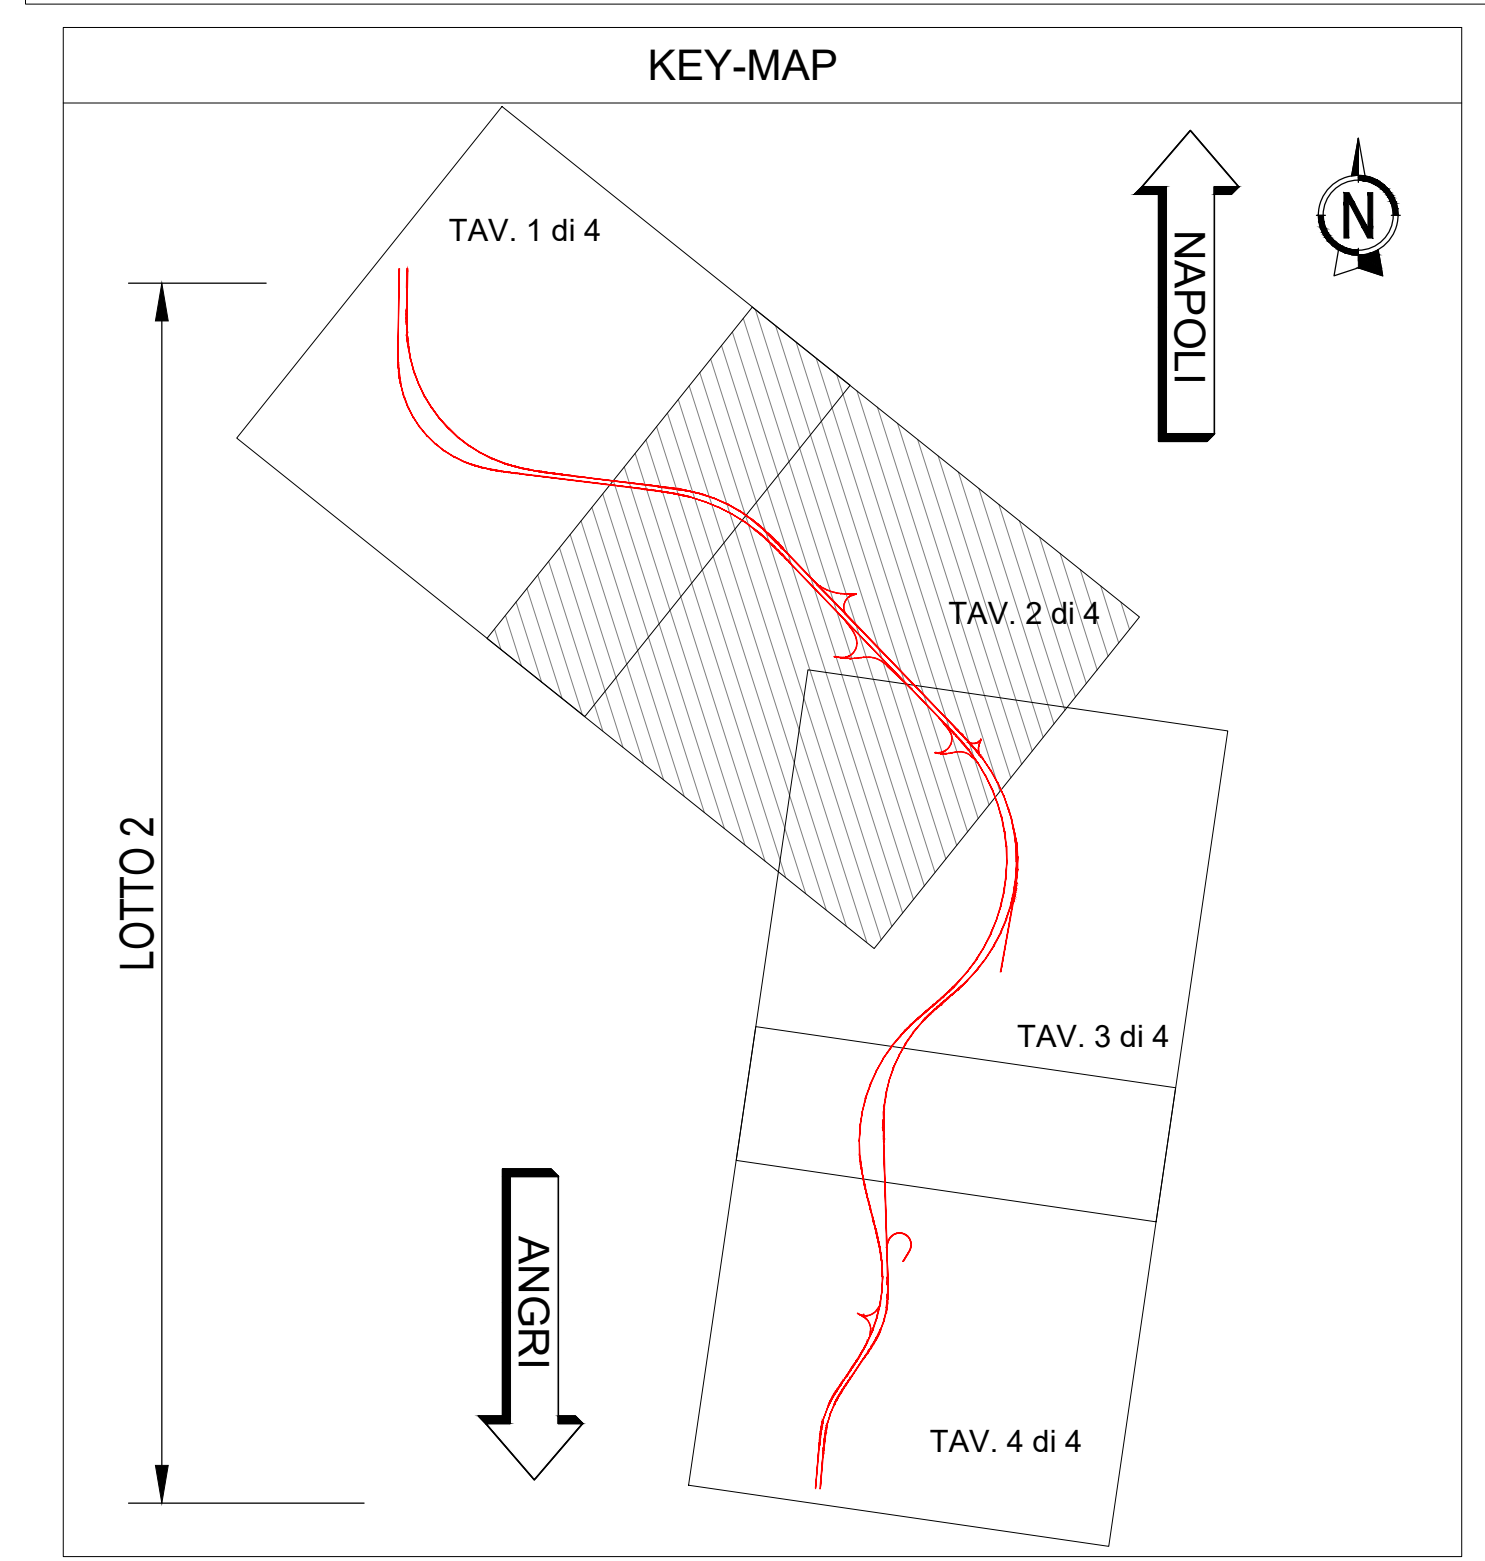 KEY-MAP
TAV. 1 di 4
NAPOLI
N
TAV. 2 di 4
LOTTO 2
TAV. 3 di 4
ANGRI
TAV. 4 di 4